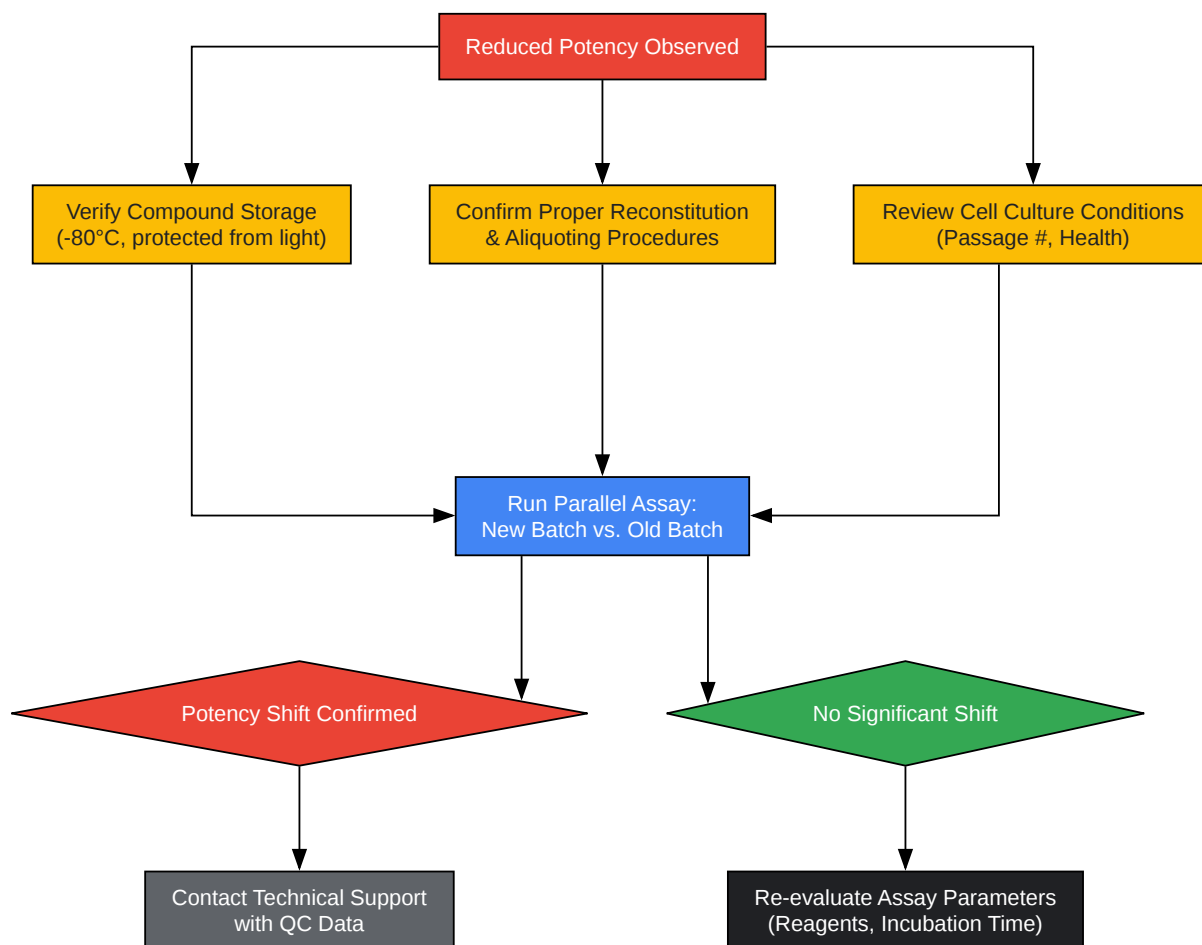 Reduced Potency Observed
Verify Compound Storage
(-80°C, protected from light)
Confirm Proper Reconstitution
& Aliquoting Procedures
Review Cell Culture Conditions
(Passage #, Health)
Run Parallel Assay:
New Batch vs. Old Batch
Potency Shift Confirmed
No Significant Shift
Contact Technical Support
with QC Data
Re-evaluate Assay Parameters
(Reagents, Incubation Time)